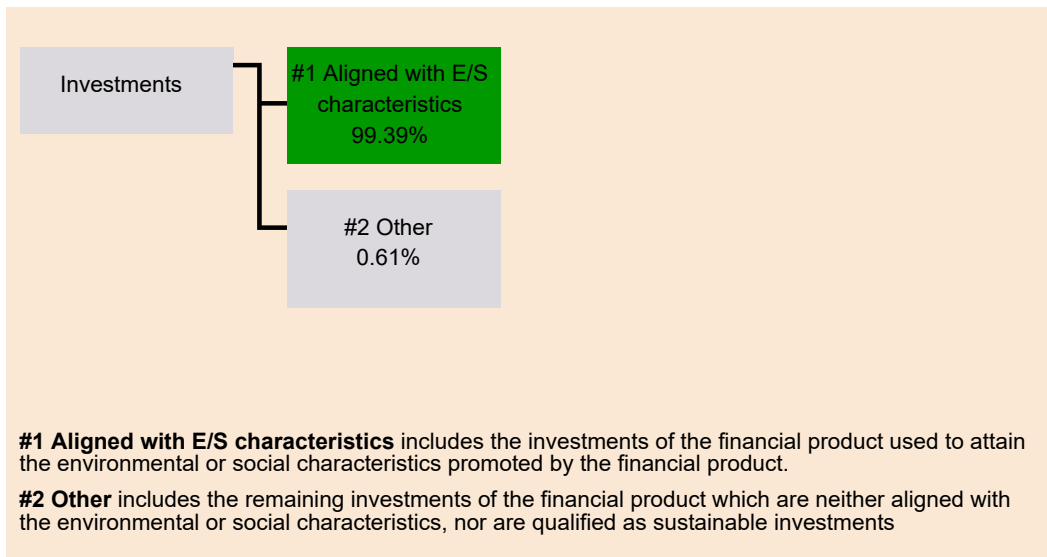 Investments
#1 Aligned with E/S
characteristics
99.39%
#2 Other
0.61%
#1 Aligned with E/S characteristics includes the investments of the financial product used to attain
the environmental or social characteristics promoted by the financial product.
#2 Other includes the remaining investments of the financial product which are neither aligned with
the environmental or social characteristics, nor are qualified as sustainable investments